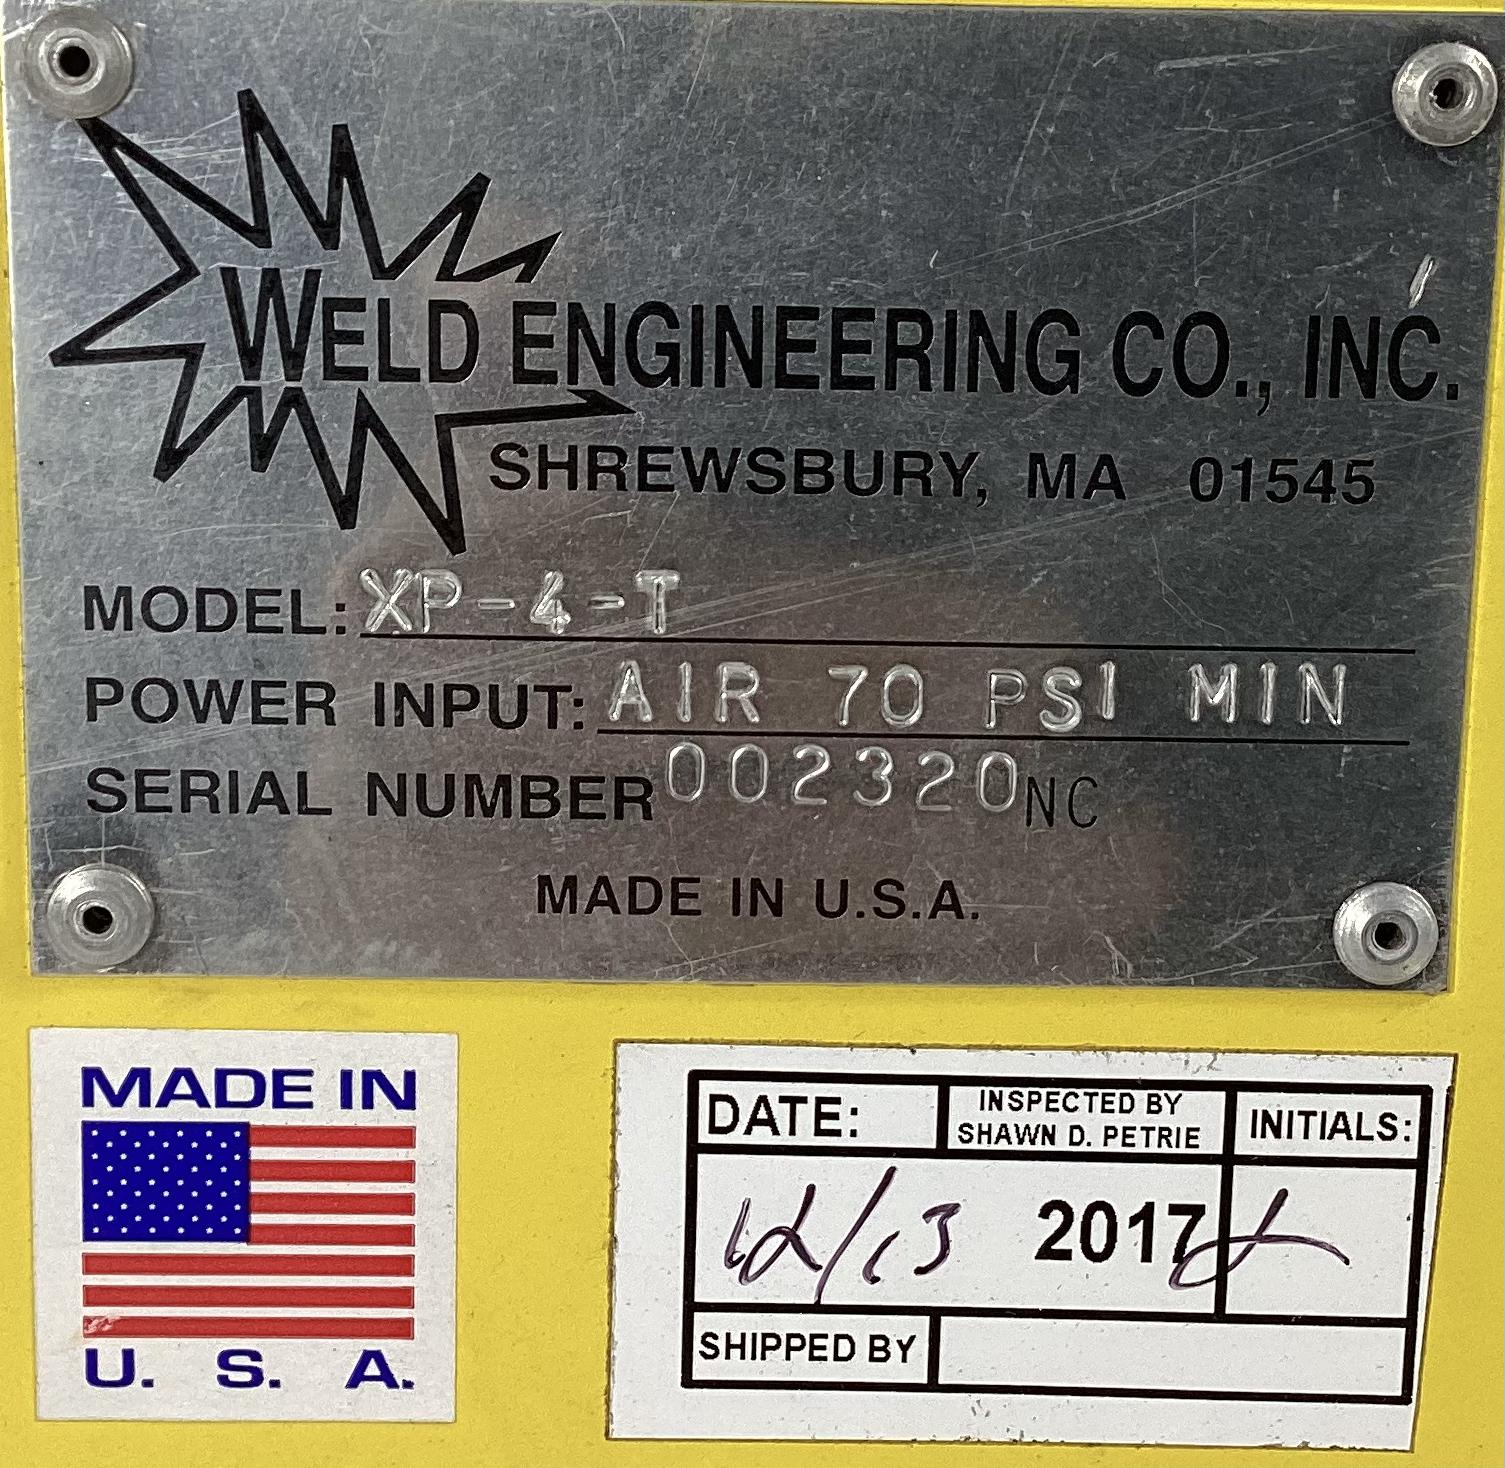 WELD ENGINEERING CO., INC.
SHREWSBURY, MA 01545
MODEL: XP-4-T
POWER INPUT: AIR 70 PSI MIN
SERIAL NUMBER 002320NC
MADE IN U.S.A.
MADE IN
U. S. A.
DATE:
INSPECTED BY
SHAWN D. PETRIE
INITIALS:
12/13 2017
SHIPPED BY